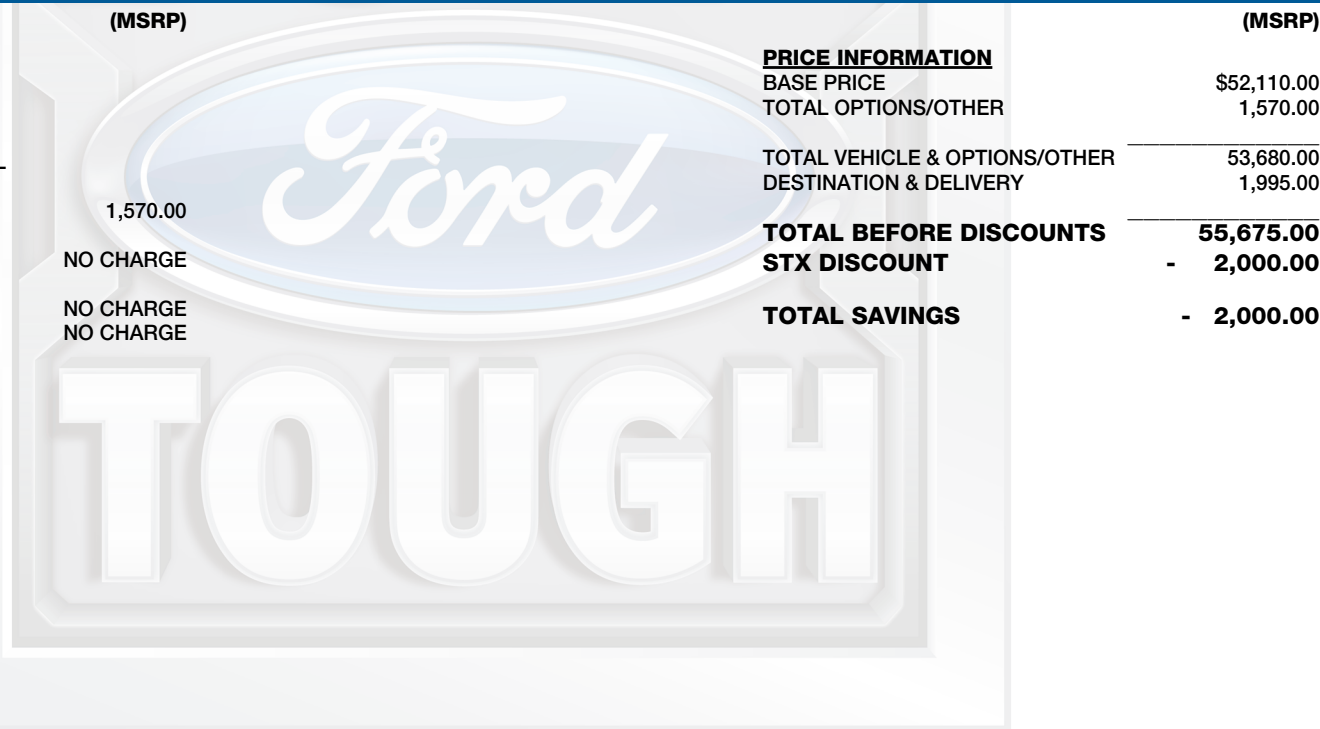 (MSRP)
1,570.00
NO CHARGE
NO CHARGE
NO CHARGE
(MSRP)
PRICE INFORMATION
BASE PRICE $52,110.00
TOTAL OPTIONS/OTHER 1,570.00
TOTAL VEHICLE & OPTIONS/OTHER 53,680.00
DESTINATION & DELIVERY 1,995.00
TOTAL BEFORE DISCOUNTS 55,675.00
STX DISCOUNT - 2,000.00
TOTAL SAVINGS - 2,000.00
Ford
TOUGH